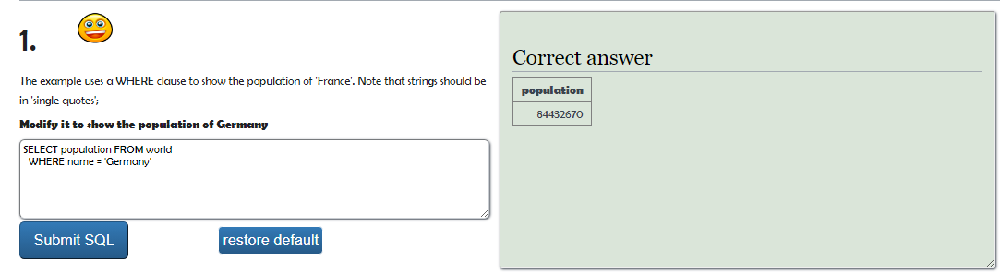 1.
The example uses a WHERE clause to show the population of 'France'. Note that strings should be
in 'single quotes';
Modify it to show the population of Germany
SELECT population FROM world
WHERE name = 'Germany'
Submit SQL
restore default
Correct answer
population
84432670